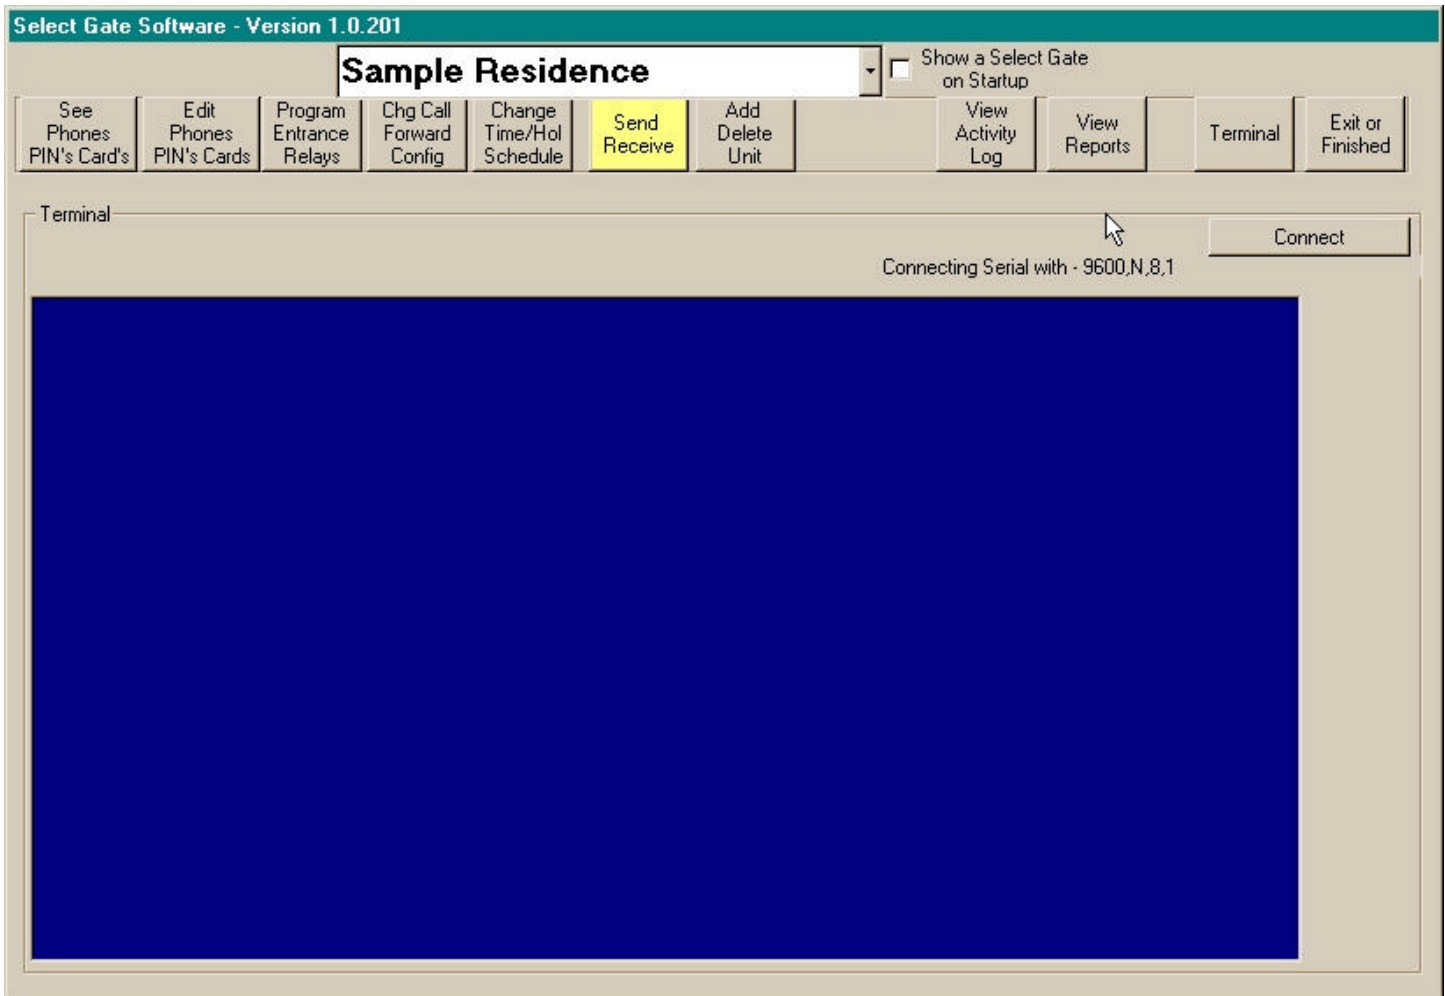 Select Gate Software - Version 1.0.201
Sample Residence
Show a Select Gate
on Startup
See
Phones
PIN's Card's
Edit
Phones
PIN's Cards
Program
Entrance
Relays
Chg Call
Forward
Config
Change
Time/Hol
Schedule
Send
Receive
Add
Delete
Unit
View
Activity
Log
View
Reports
Terminal
Exit or
Finished
Terminal
Connect
Connecting Serial with - 9600,N,8,1